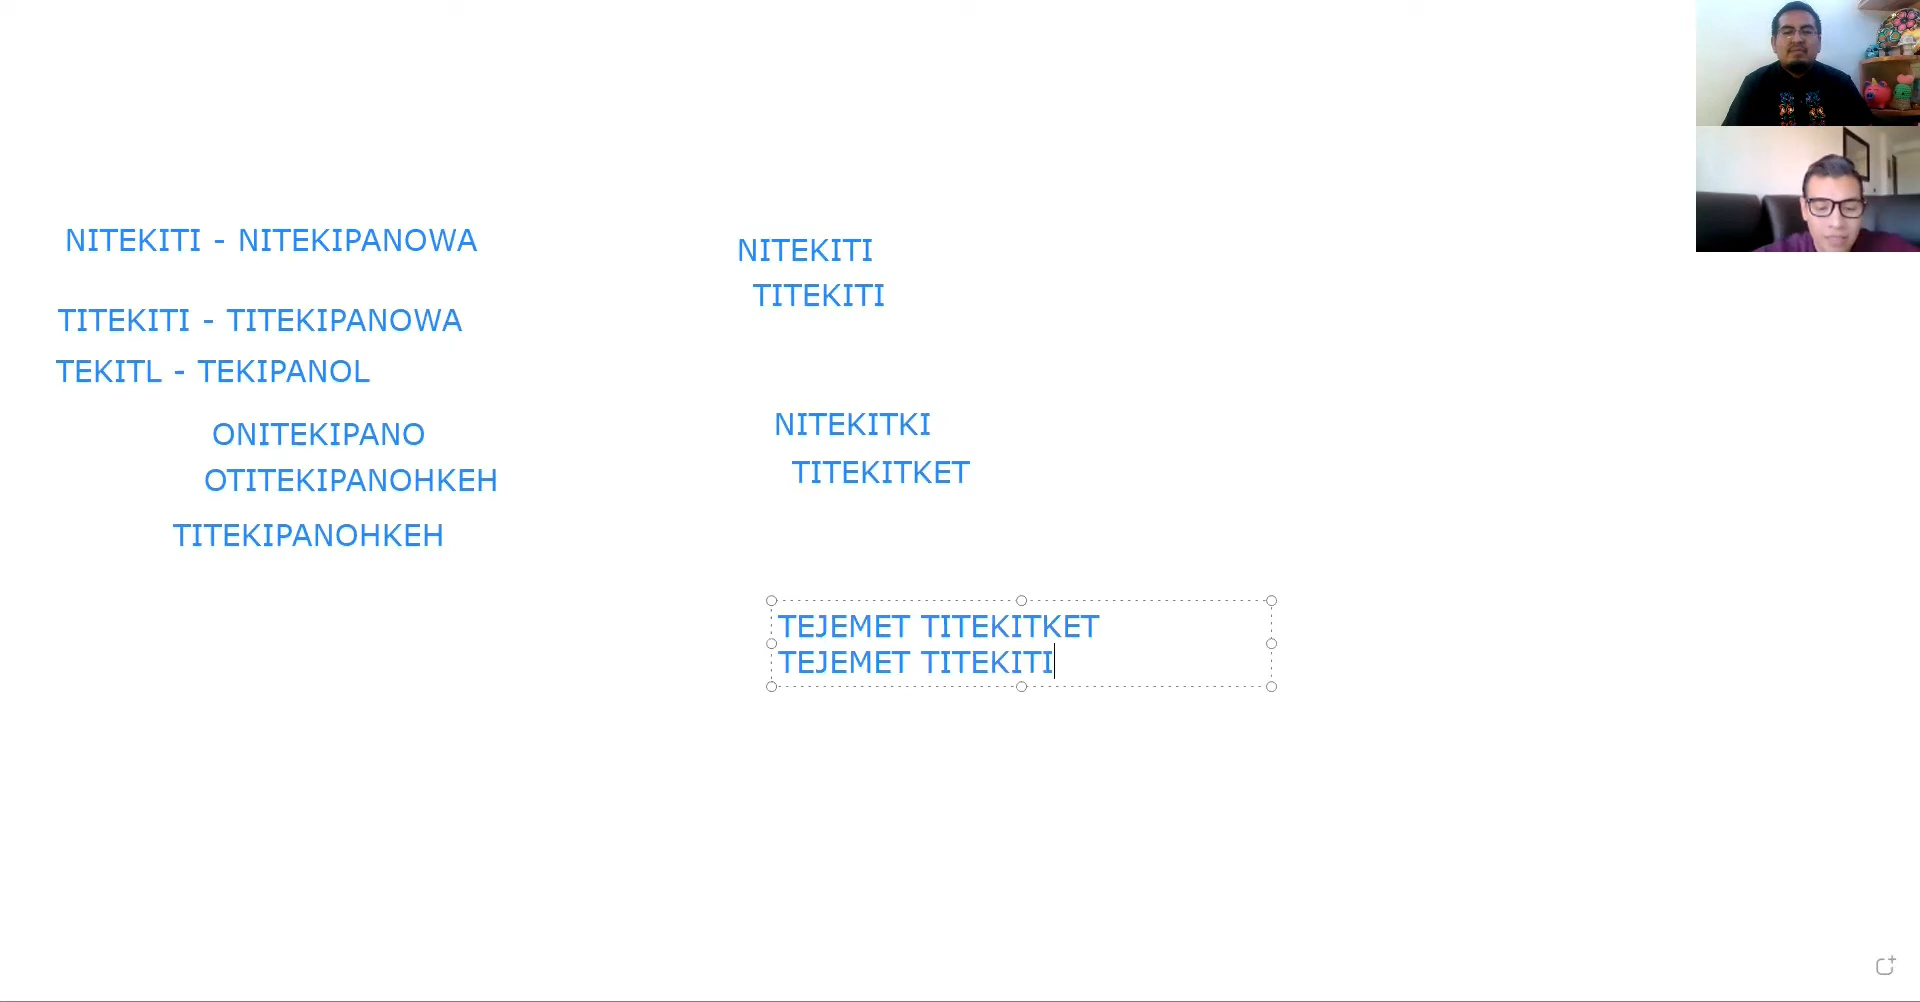 NITEKITI - NITEKIPANOWA
TITEKITI - TITEKIPANOWA
TEKITL - TEKIPANOL
ONITEKIPANO
OTITEKIPANOHKEH
TITEKIPANOHKEH
NITEKITI
TITEKITI
NITEKITKI
TITEKITKET
TEJEMET TITEKITKET
TEJEMET TITEKITI